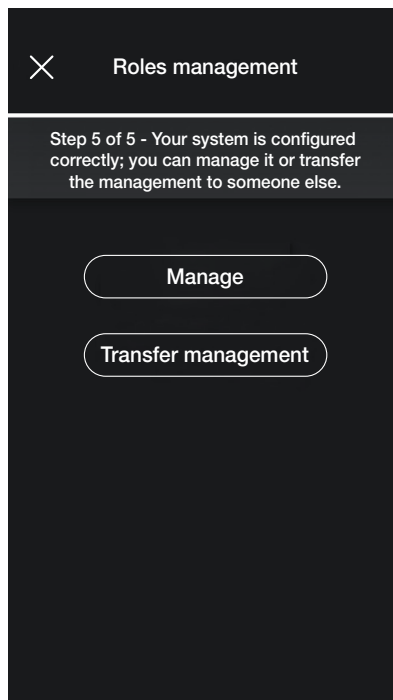 Roles management
Step 5 of 5 - Your system is configured
correctly; you can manage it or transfer
the management to someone else.
Manage
Transfer management